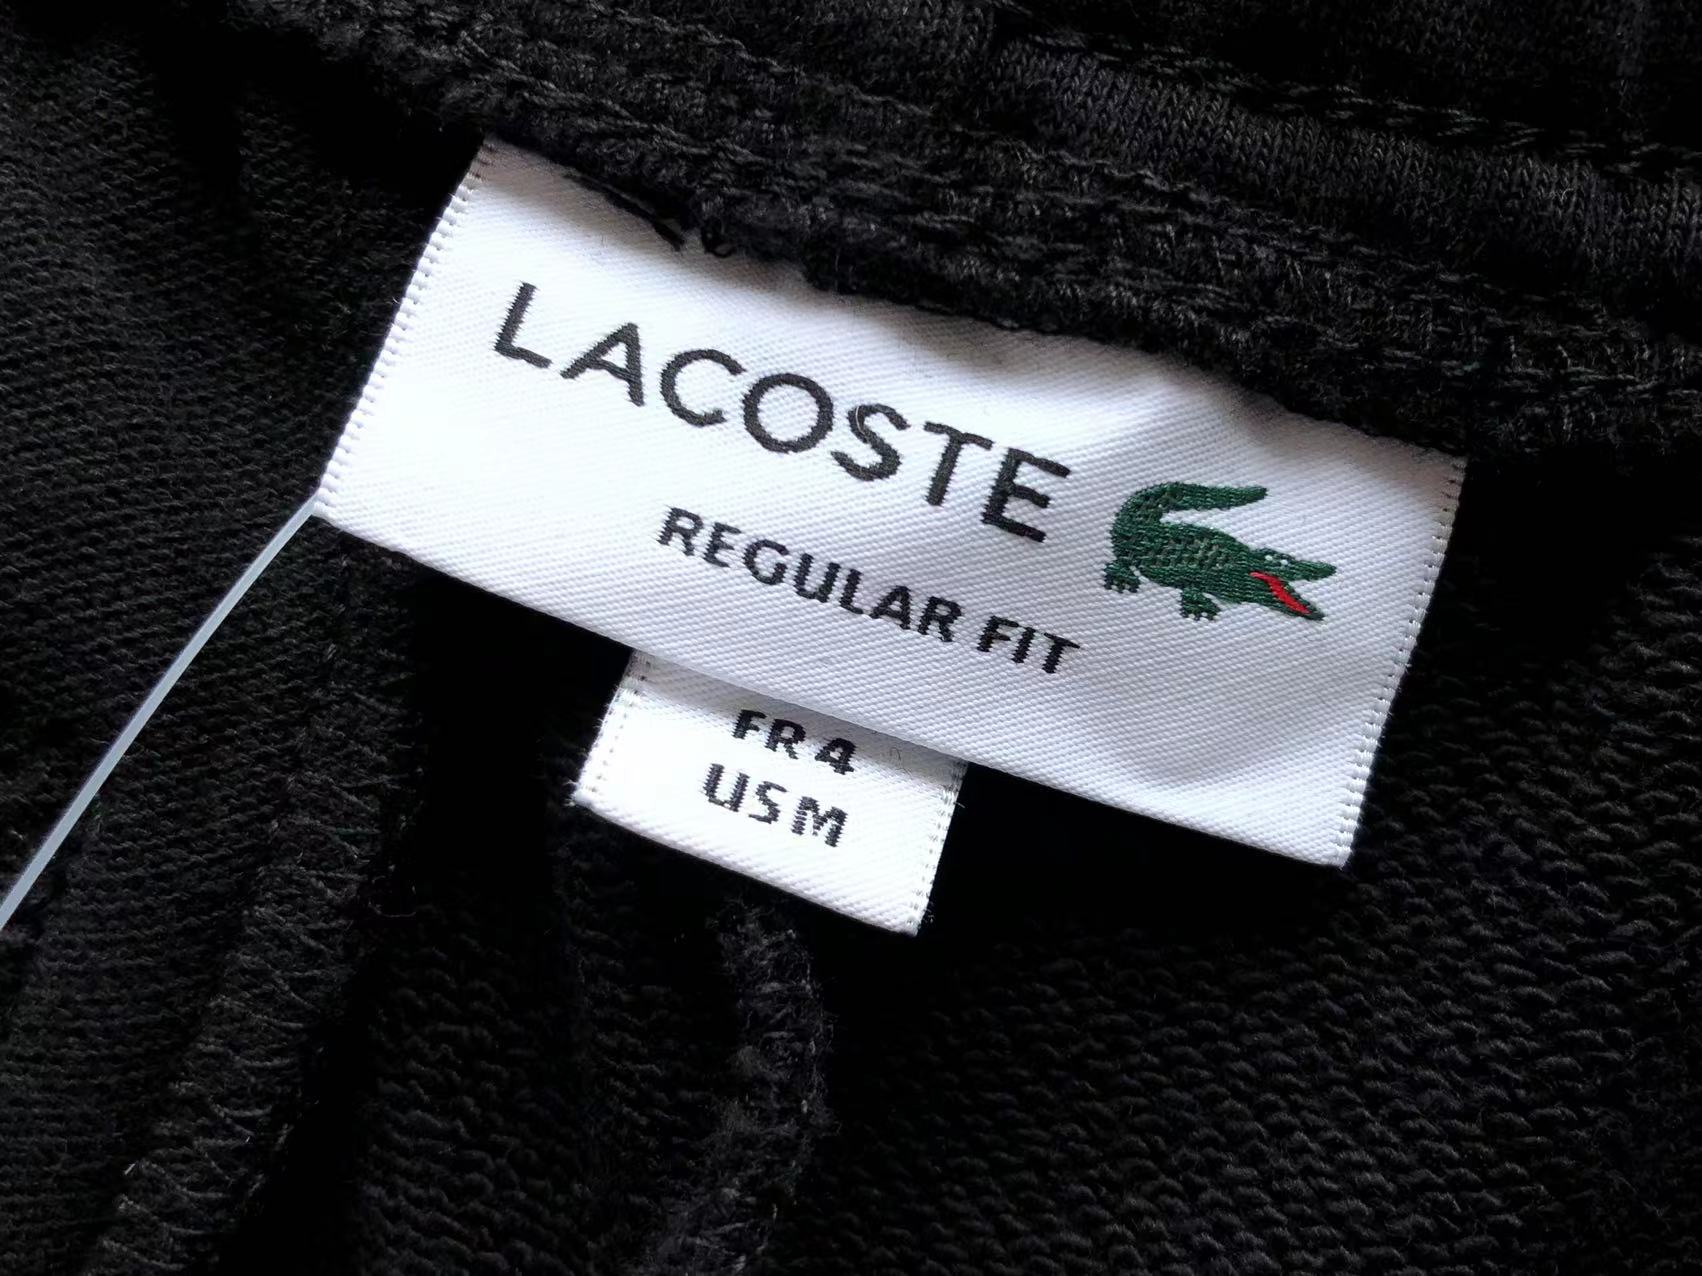 LACOSTE
REGULAR FIT
FR 4
US M